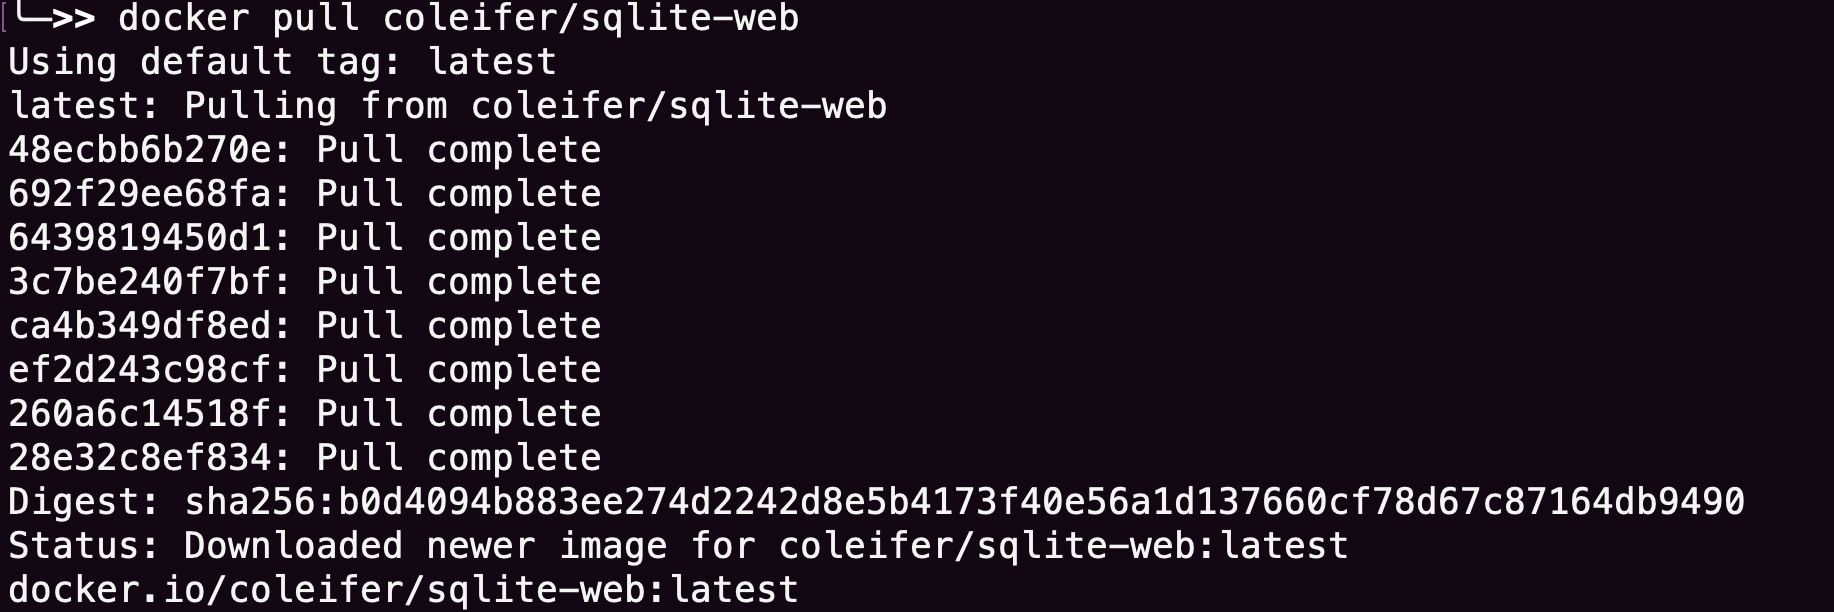 ╰─>> docker pull coleifer/sqlite-web
Using default tag: latest
latest: Pulling from coleifer/sqlite-web
48ecbb6b270e: Pull complete
692f29ee68fa: Pull complete
6439819450d1: Pull complete
3c7be240f7bf: Pull complete
ca4b349df8ed: Pull complete
ef2d243c98cf: Pull complete
260a6c14518f: Pull complete
28e32c8ef834: Pull complete
Digest: sha256:b0d4094b883ee274d2242d8e5b4173f40e56a1d137660cf78d67c87164db9490
Status: Downloaded newer image for coleifer/sqlite-web:latest
docker.io/coleifer/sqlite-web:latest